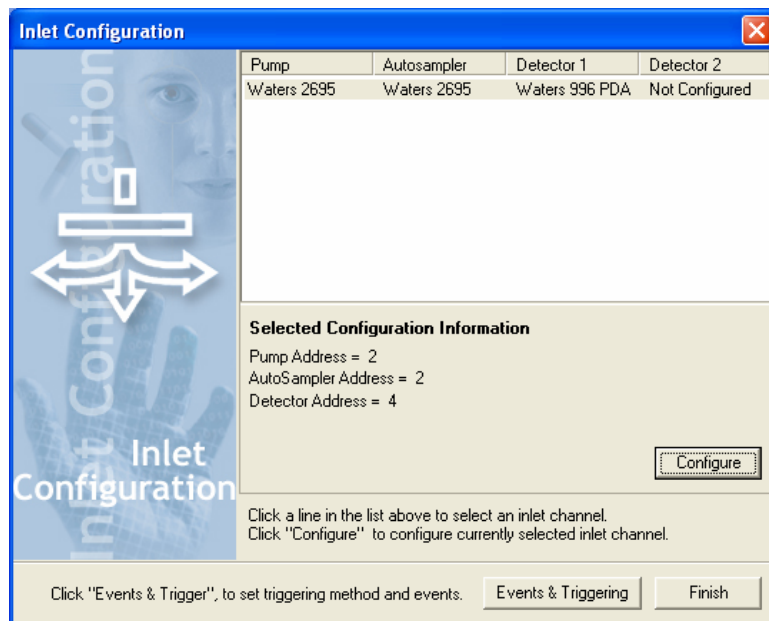 Inlet Configuration
Pump Autosampler Detector 1 Detector 2
Waters 2695 Waters 2695 Waters 996 PDA Not Configured
Inlet Configuration
Inlet
Configuration
Selected Configuration Information
Pump Address = 2
AutoSampler Address = 2
Detector Address = 4
Configure
Click a line in the list above to select an inlet channel.
Click "Configure" to configure currently selected inlet channel.
Click "Events & Trigger", to set triggering method and events.
Events & Triggering
Finish